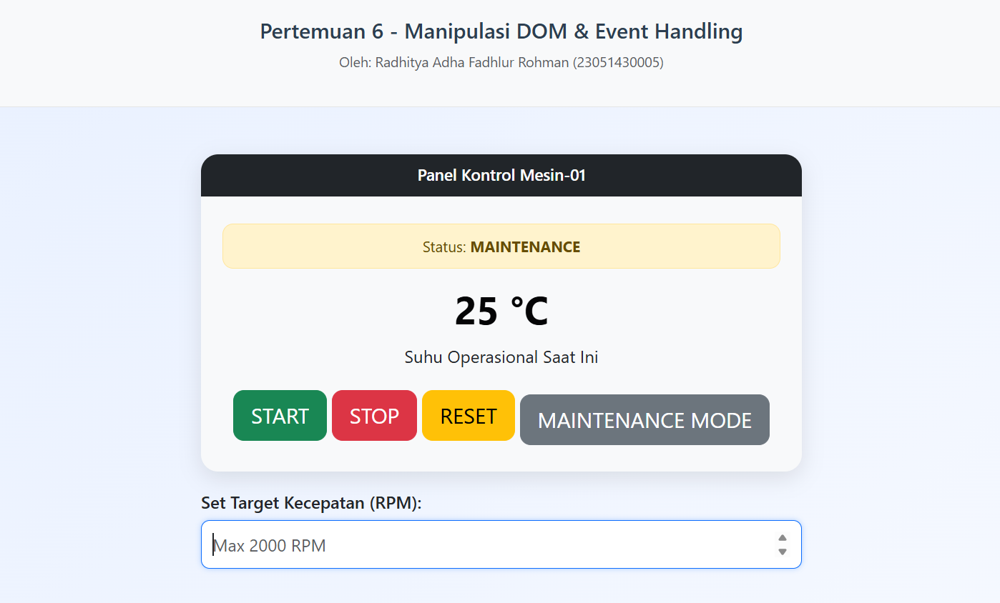 Pertemuan 6 - Manipulasi DOM & Event Handling
Oleh: Radhitya Adha Fadhlur Rohman (23051430005)
Panel Kontrol Mesin-01
Status: MAINTENANCE
25 °C
Suhu Operasional Saat Ini
START STOP RESET MAINTENANCE MODE
Set Target Kecepatan (RPM):
Max 2000 RPM